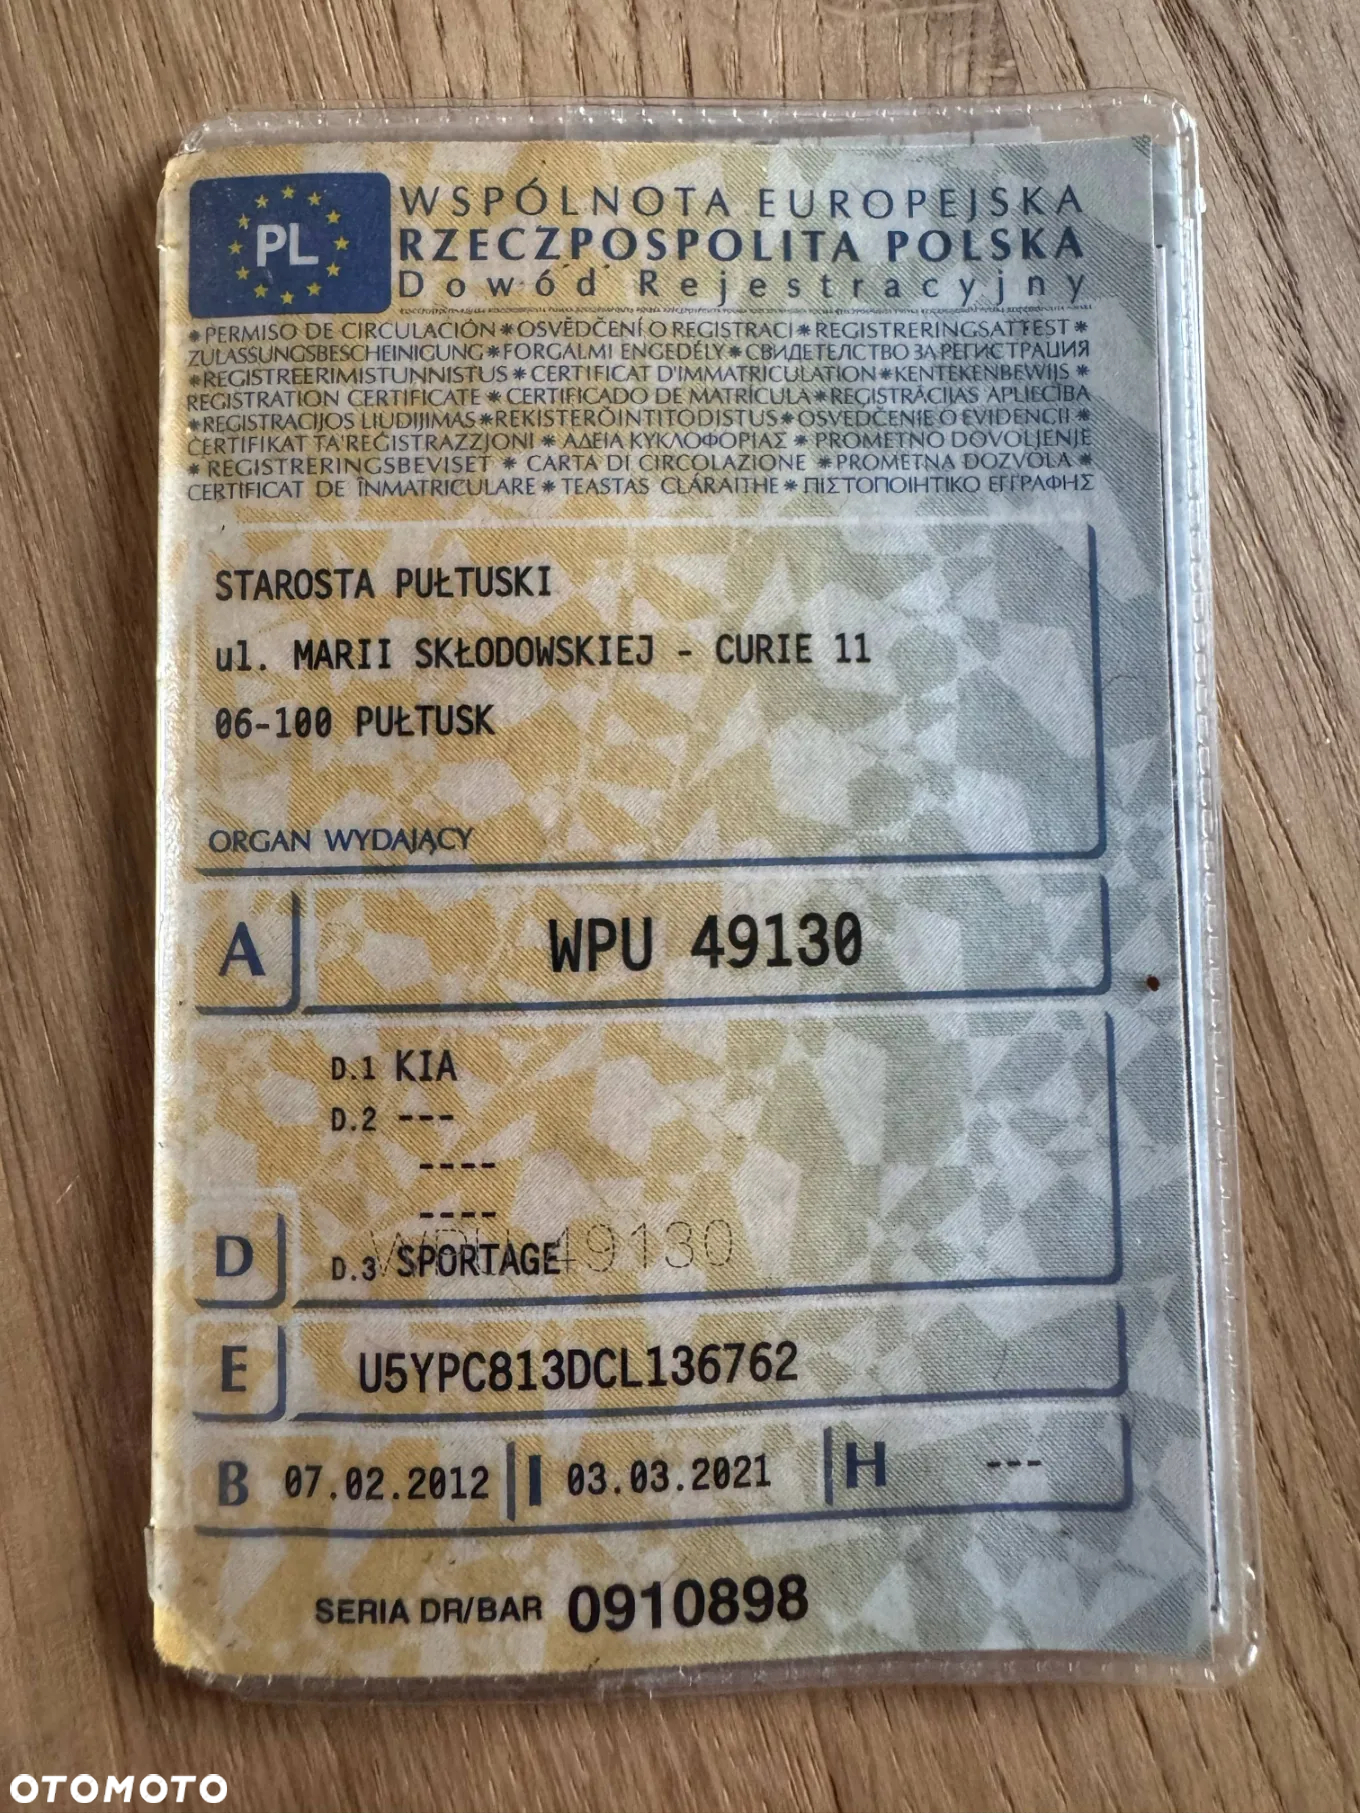 PL
WSPÓLNOTA EUROPEJSKA
RZECZPOSPOLITA POLSKA
Dowód Rejestracyjny
*PERMISO DE CIRCULACIÓN*OSVĚDČENÍ O REGISTRACI*REGISTRERINGSATTEST*
ZULASSUNGSBESCHEINIGUNG*FORGALMI ENGEDÉLY*СВИДЕТЕЛСТВО ЗА РЕГИСТРАЦИЯ
*REGISTREERIMISTUNNISTUS*CERTIFICAT D'IMMATRICULATION*KENTEKENBEWIJS*
REGISTRATION CERTIFICATE*CERTIFICADO DE MATRÍCULA*REGISTRĀCIJAS APLIECĪBA
*REGISTRACIJOS LIUDIJIMAS*REKISTERÖINTITODISTUS*OSVEDČENIE O EVIDENCII*
ĊERTIFIKAT TA'REĠISTRAZZJONI*ΑΔΕΙΑ ΚΥΚΛΟΦΟΡΙΑΣ*PROMETNO DOVOLJENJE
*REGISTRERINGSBEVISET*CARTA DI CIRCOLAZIONE*PROMETNA DOZVOLA*
CERTIFICAT DE ÎNMATRICULARE*TEASTAS CLÁRAITHE*ΠΙΣΤΟΠΟΙΗΤΙΚΟ ΕΓΓΡΑΦΗΣ
STAROSTA PUŁTUSKI
ul. MARII SKŁODOWSKIEJ - CURIE 11
06-100 PUŁTUSK
ORGAN WYDAJĄCY
A WPU 49130
D.1 KIA
D.2 ---
----
----
WPU 49130
D D.3 SPORTAGE
E U5YPC813DCL136762
B 07.02.2012 I 03.03.2021 H ---
SERIA DR/BAR 0910898
OTOMOTO